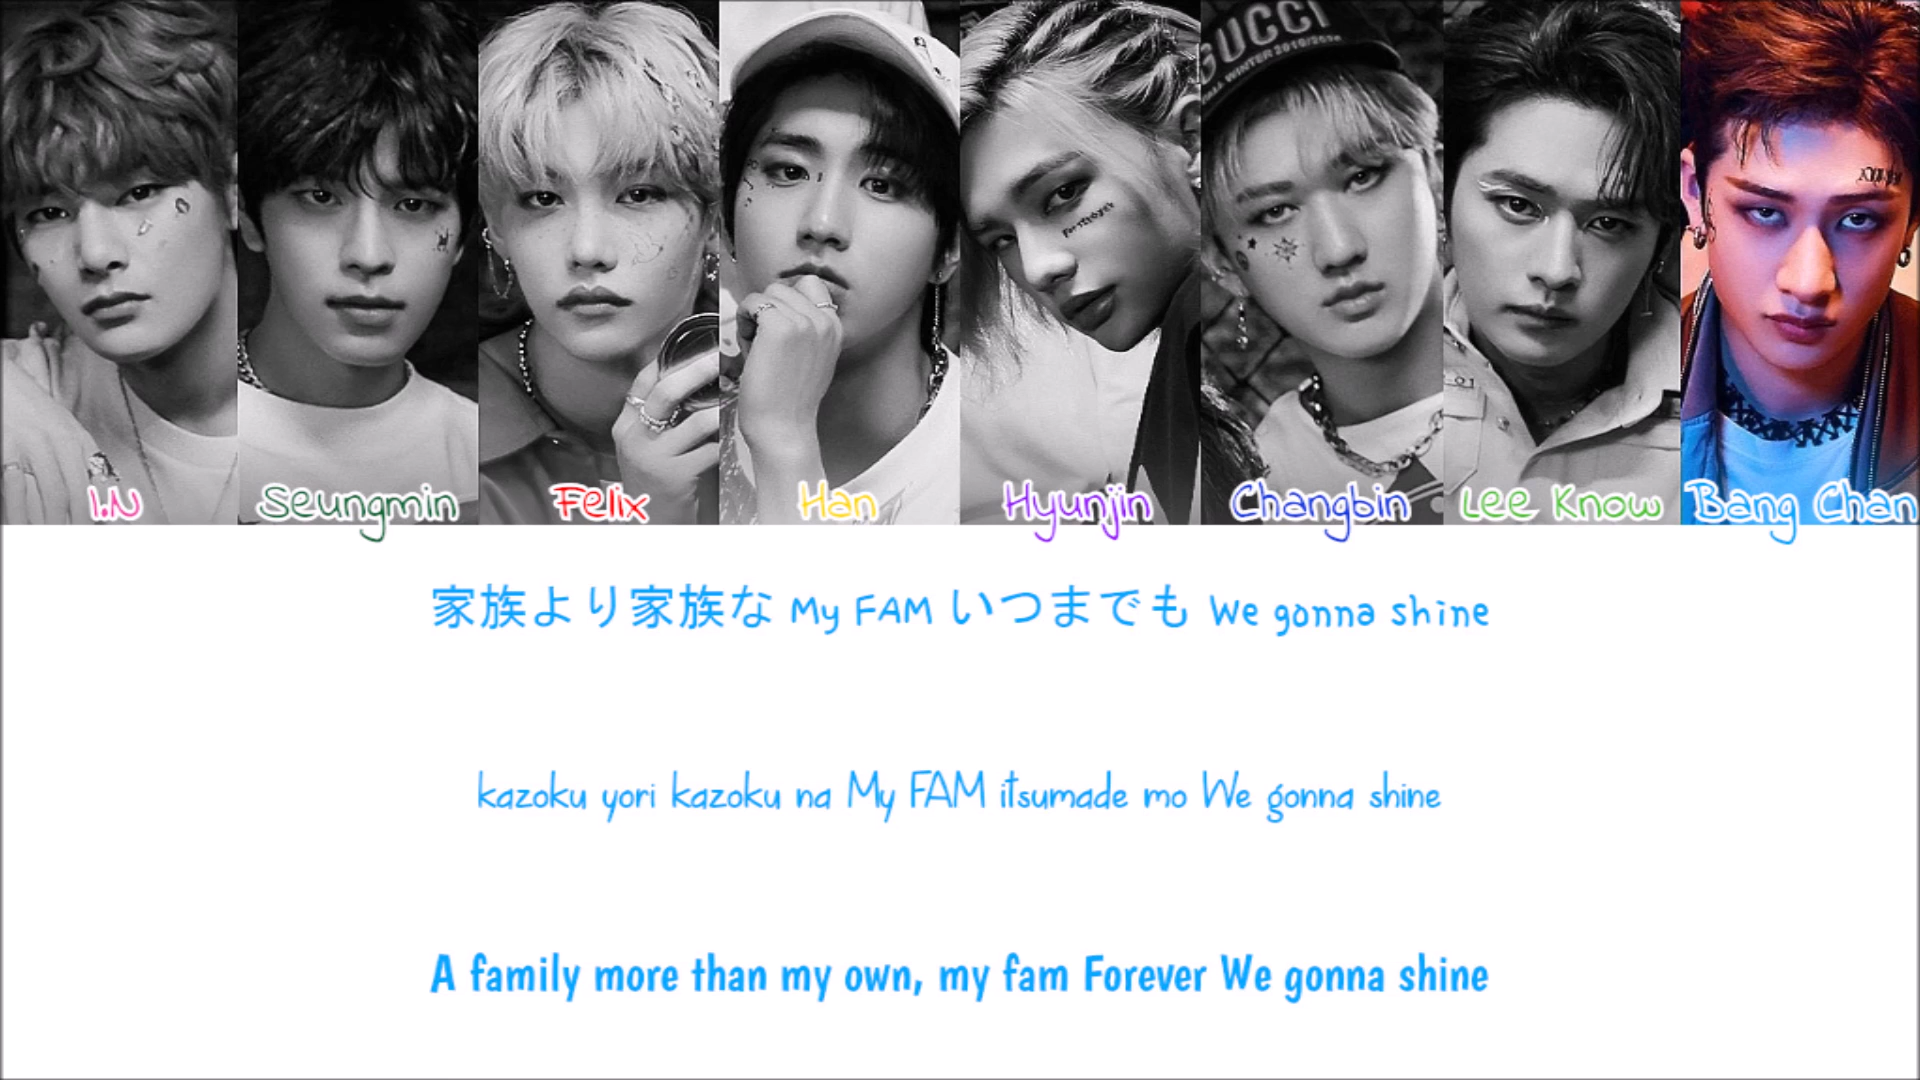 GUCCI
I.N
Seungmin
Felix
Han
Hyunjin
Changbin
Lee Know
Bang Chan
家族より家族な My FAM いつまでも We gonna shine
kazoku yori kazoku na My FAM itsumade mo We gonna shine
A family more than my own, my fam Forever We gonna shine